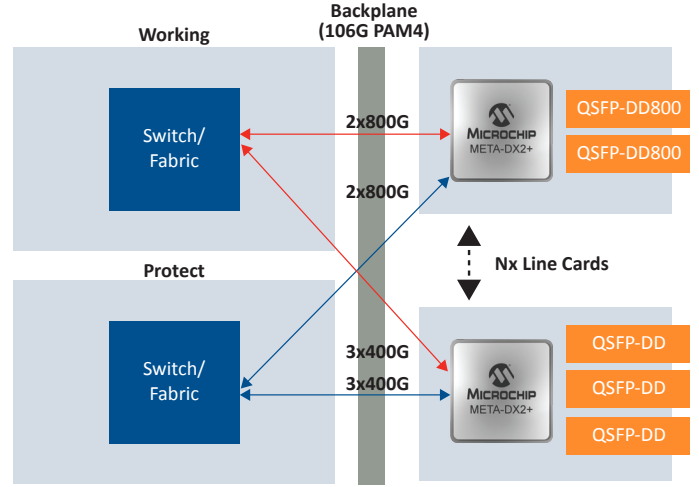 Backplane
(106G PAM4)
Working
Switch/
Fabric
2x800G
2x800G
MICROCHIP
META-DX2+
QSFP-DD800
QSFP-DD800
Nx Line Cards
Protect
Switch/
Fabric
3x400G
3x400G
MICROCHIP
META-DX2+
QSFP-DD
QSFP-DD
QSFP-DD